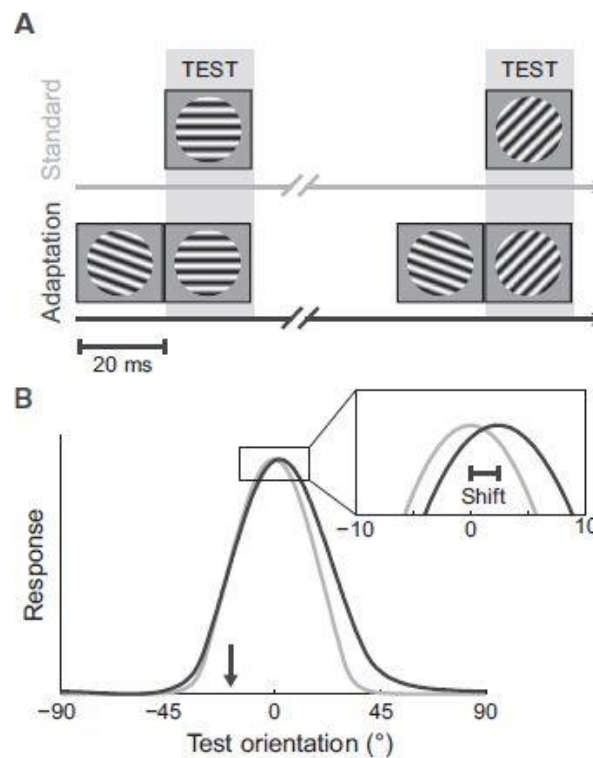 A
TEST TEST
Standard
Adaptation
20 ms
B
Shift
−10 0 10
Response
−90 −45 0 45 90
Test orientation (°)